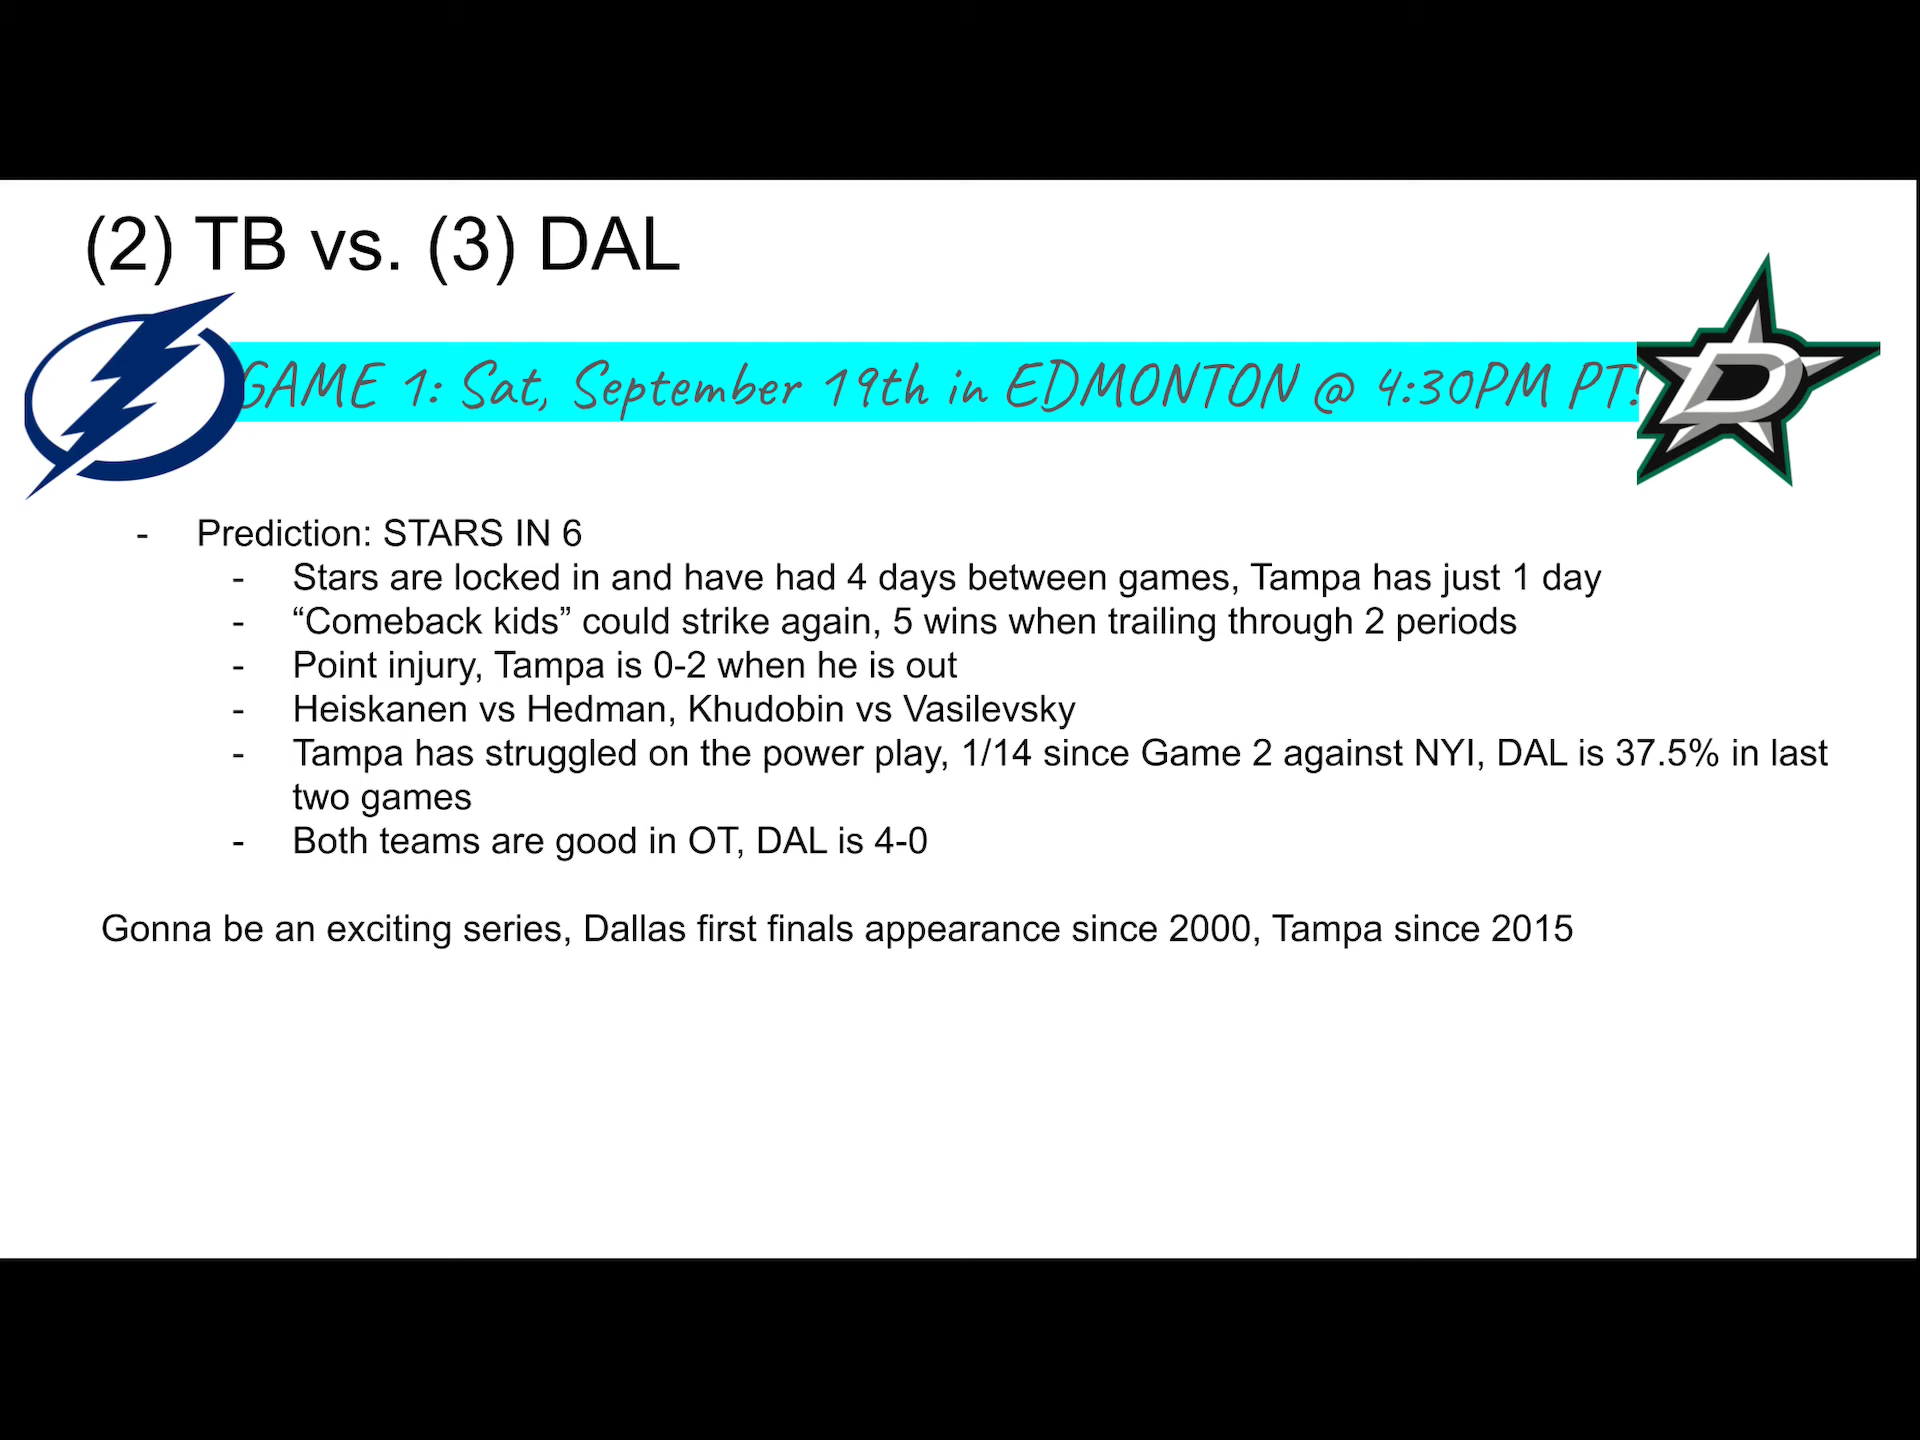 (2) TB vs. (3) DAL
GAME 1: Sat, September 19th in EDMONTON @ 4:30PM PT!
D
- Prediction: STARS IN 6
- Stars are locked in and have had 4 days between games, Tampa has just 1 day
- “Comeback kids” could strike again, 5 wins when trailing through 2 periods
- Point injury, Tampa is 0-2 when he is out
- Heiskanen vs Hedman, Khudobin vs Vasilevsky
- Tampa has struggled on the power play, 1/14 since Game 2 against NYI, DAL is 37.5% in last
two games
- Both teams are good in OT, DAL is 4-0
Gonna be an exciting series, Dallas first finals appearance since 2000, Tampa since 2015